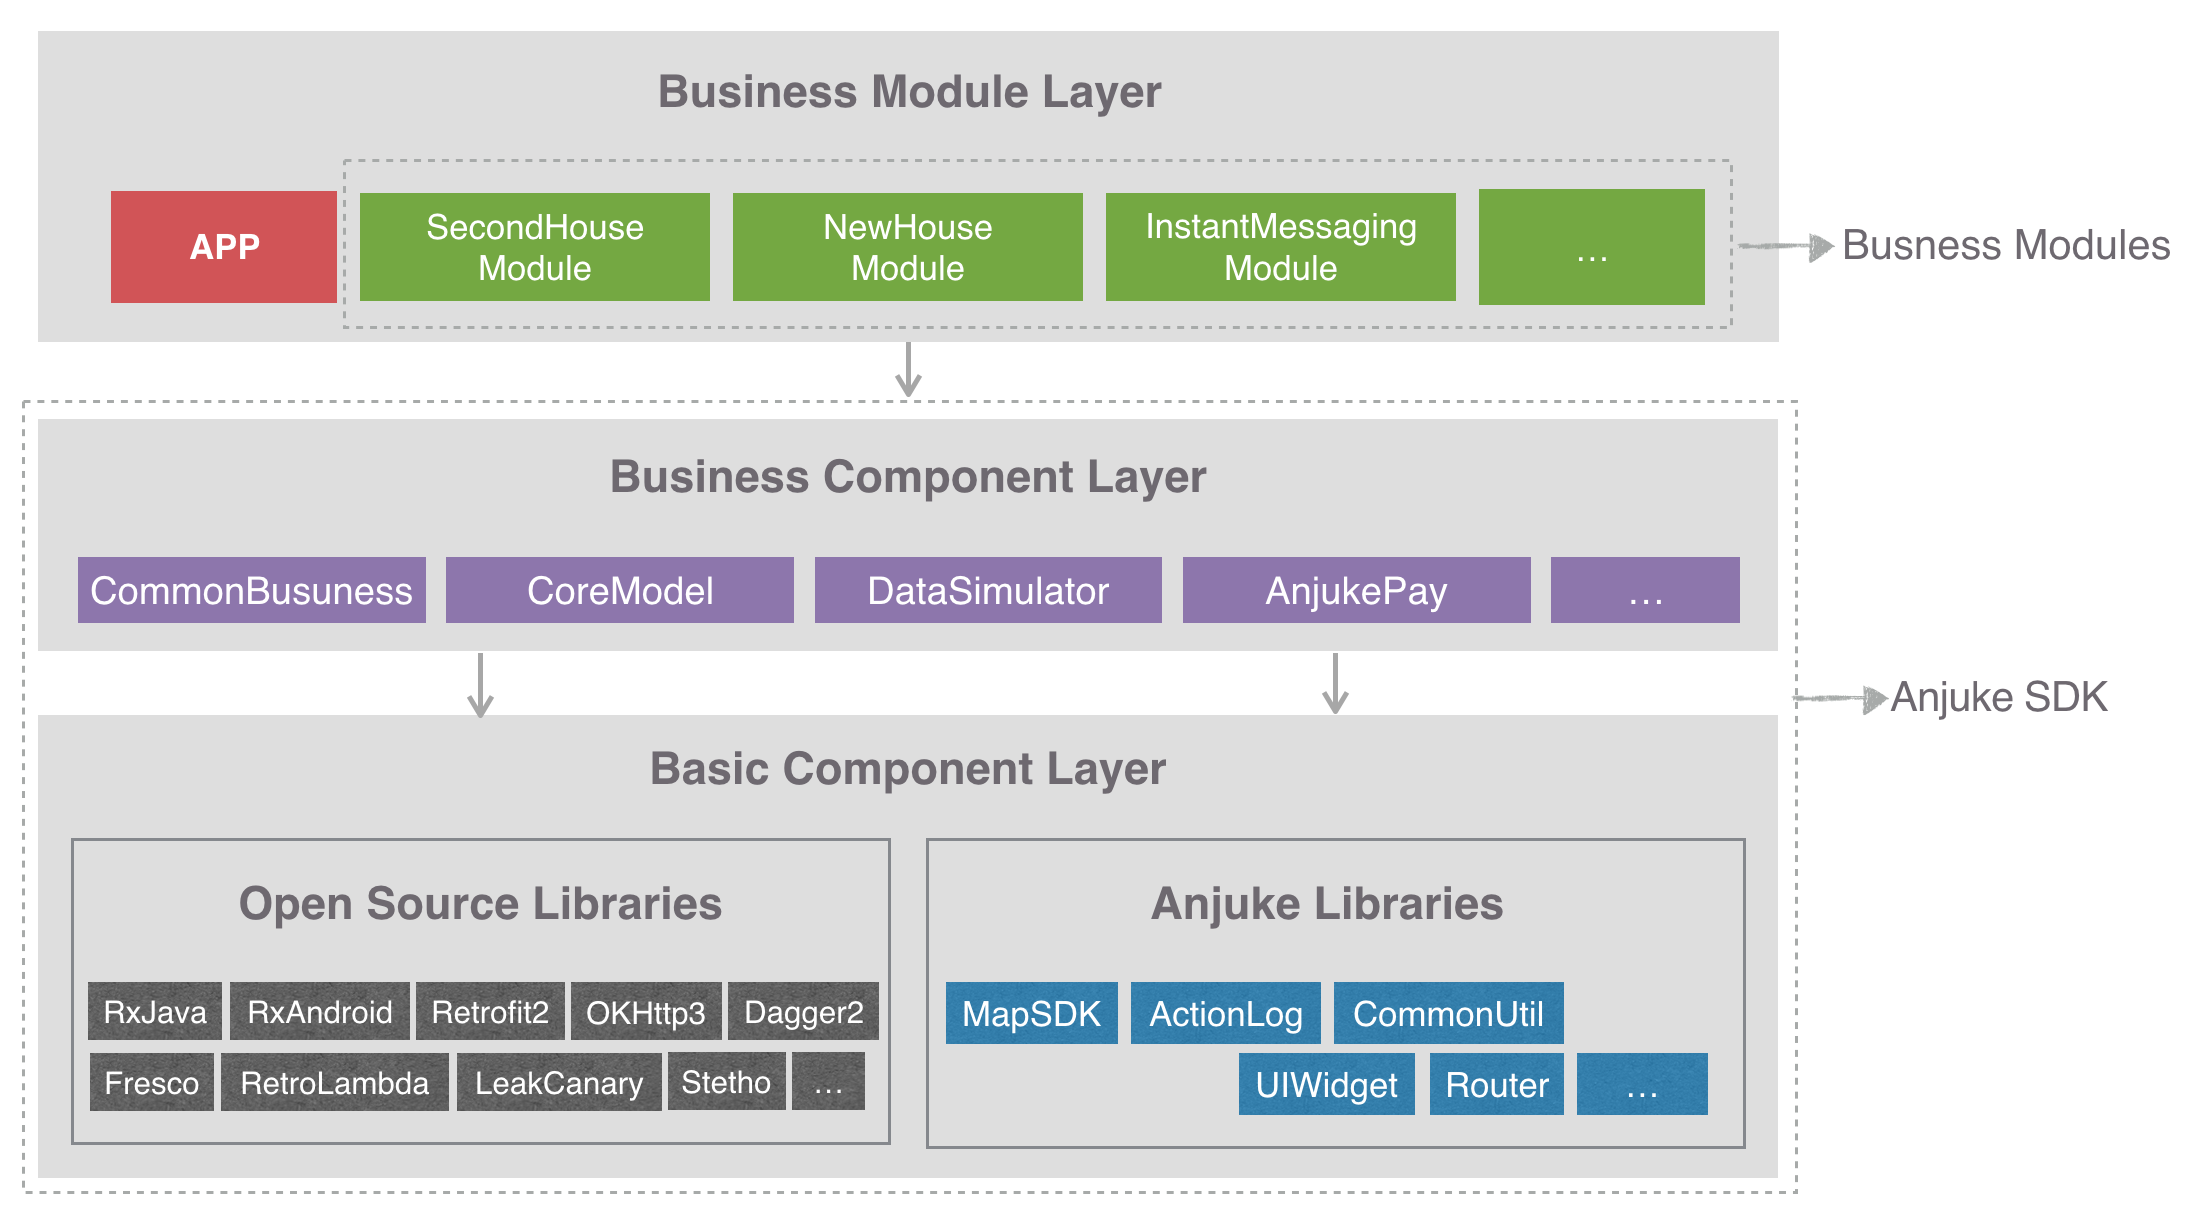 Business Module Layer
APP
SecondHouse
Module
NewHouse
Module
InstantMessaging
Module
...
Busness Modules
Business Component Layer
CommonBusuness
CoreModel
DataSimulator
AnjukePay
...
Anjuke SDK
Basic Component Layer
Open Source Libraries
RxJava
RxAndroid
Retrofit2
OKHttp3
Dagger2
Fresco
RetroLambda
LeakCanary
Stetho
...
Anjuke Libraries
MapSDK
ActionLog
CommonUtil
UIWidget
Router
...